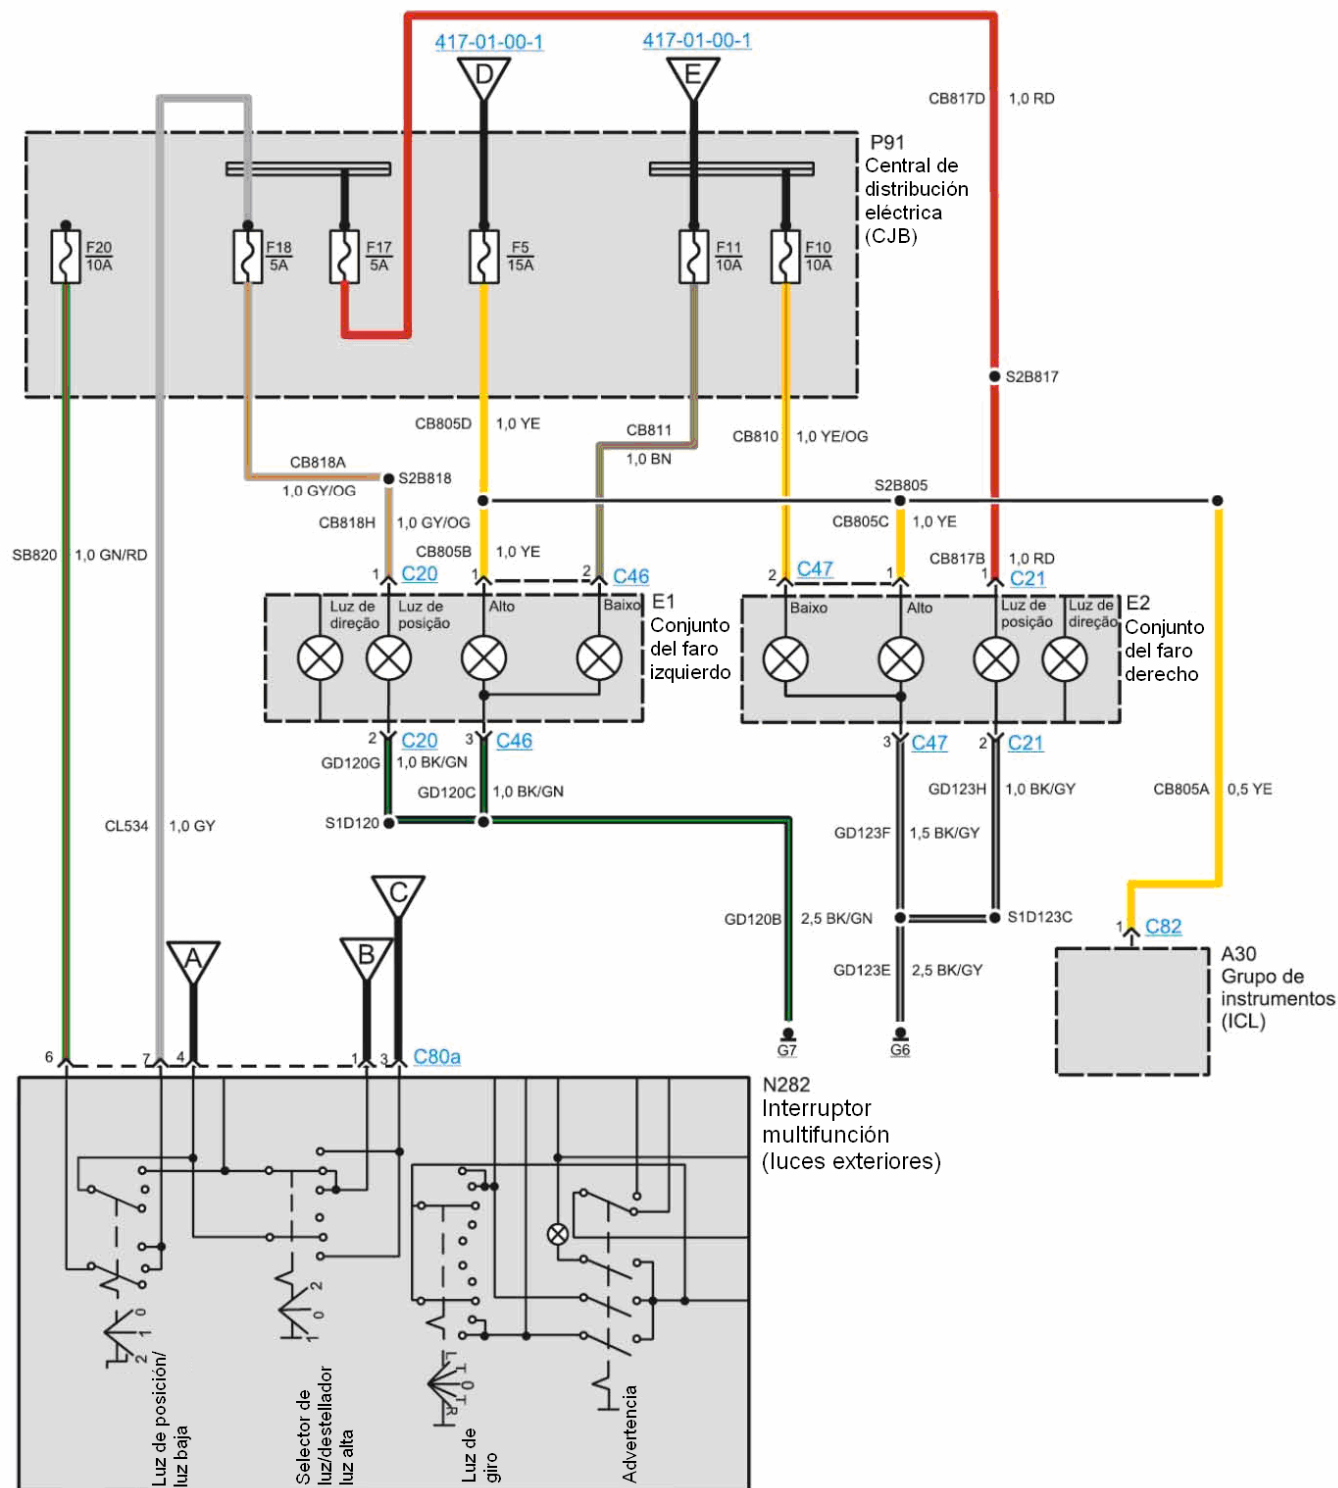 417-01-00-1
417-01-00-1
D
E
CB817D 1,0 RD
P91
Central de
distribución
eléctrica
(CJB)
F20
10A
F18
5A
F17
5A
F5
15A
F11
10A
F10
10A
S2B817
CB805D 1,0 YE
CB811
1,0 BN
CB810 1,0 YE/OG
CB818A
1,0 GY/OG
S2B818
S2B805
CB818H 1,0 GY/OG
CB805C 1,0 YE
SB820 1,0 GN/RD
CB805B 1,0 YE
CB817B 1,0 RD
1 C20
1
2 C46
2 C47
1
1 C21
Luz de
direção
Luz de
posição
Alto
Baixo
E1
Conjunto
del faro
izquierdo
Baixo
Alto
Luz de
posição
Luz de
direção
E2
Conjunto
del faro
derecho
2 C20
3 C46
3 C47
2 C21
GD120G 1,0 BK/GN
GD120C 1,0 BK/GN
GD123H 1,0 BK/GY
CB805A 0,5 YE
S1D120
CL534 1,0 GY
GD123F 1,5 BK/GY
C
GD120B 2,5 BK/GN
S1D123C
1 C82
A
B
GD123E 2,5 BK/GY
A30
Grupo de
instrumentos
(ICL)
G7
G6
6
7
4
1
3
C80a
N282
Interruptor
multifunción
(luces exteriores)
0
1
2
Luz de posición/
luz baja
2
0
1
Selector de
luz/destellador
luz alta
L
T
0
T
R
Luz de
giro
Advertencia